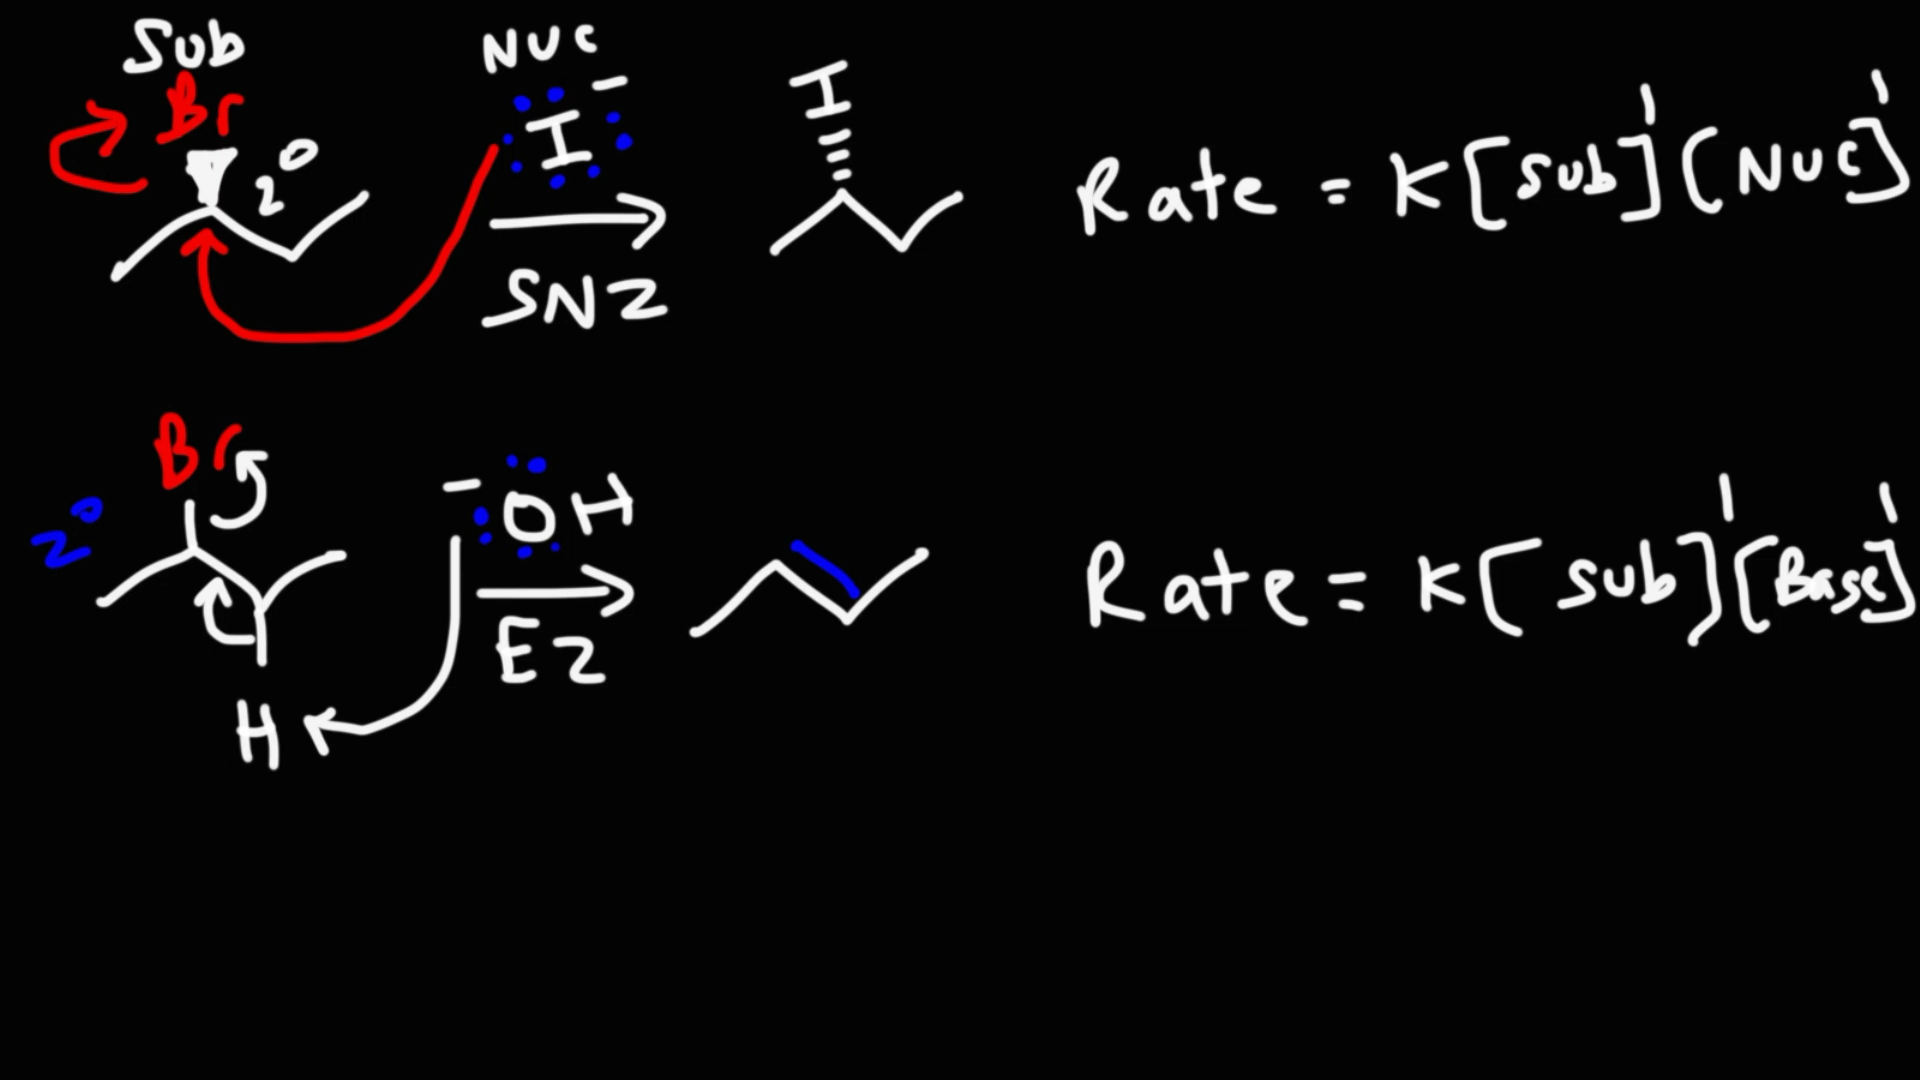 Sub NUC
Br I⁻ I
2° Rate = K[Sub]¹[NUC]¹
SN2
Br ⁻OH
2° Rate = K[Sub]¹[Base]¹
E2
H